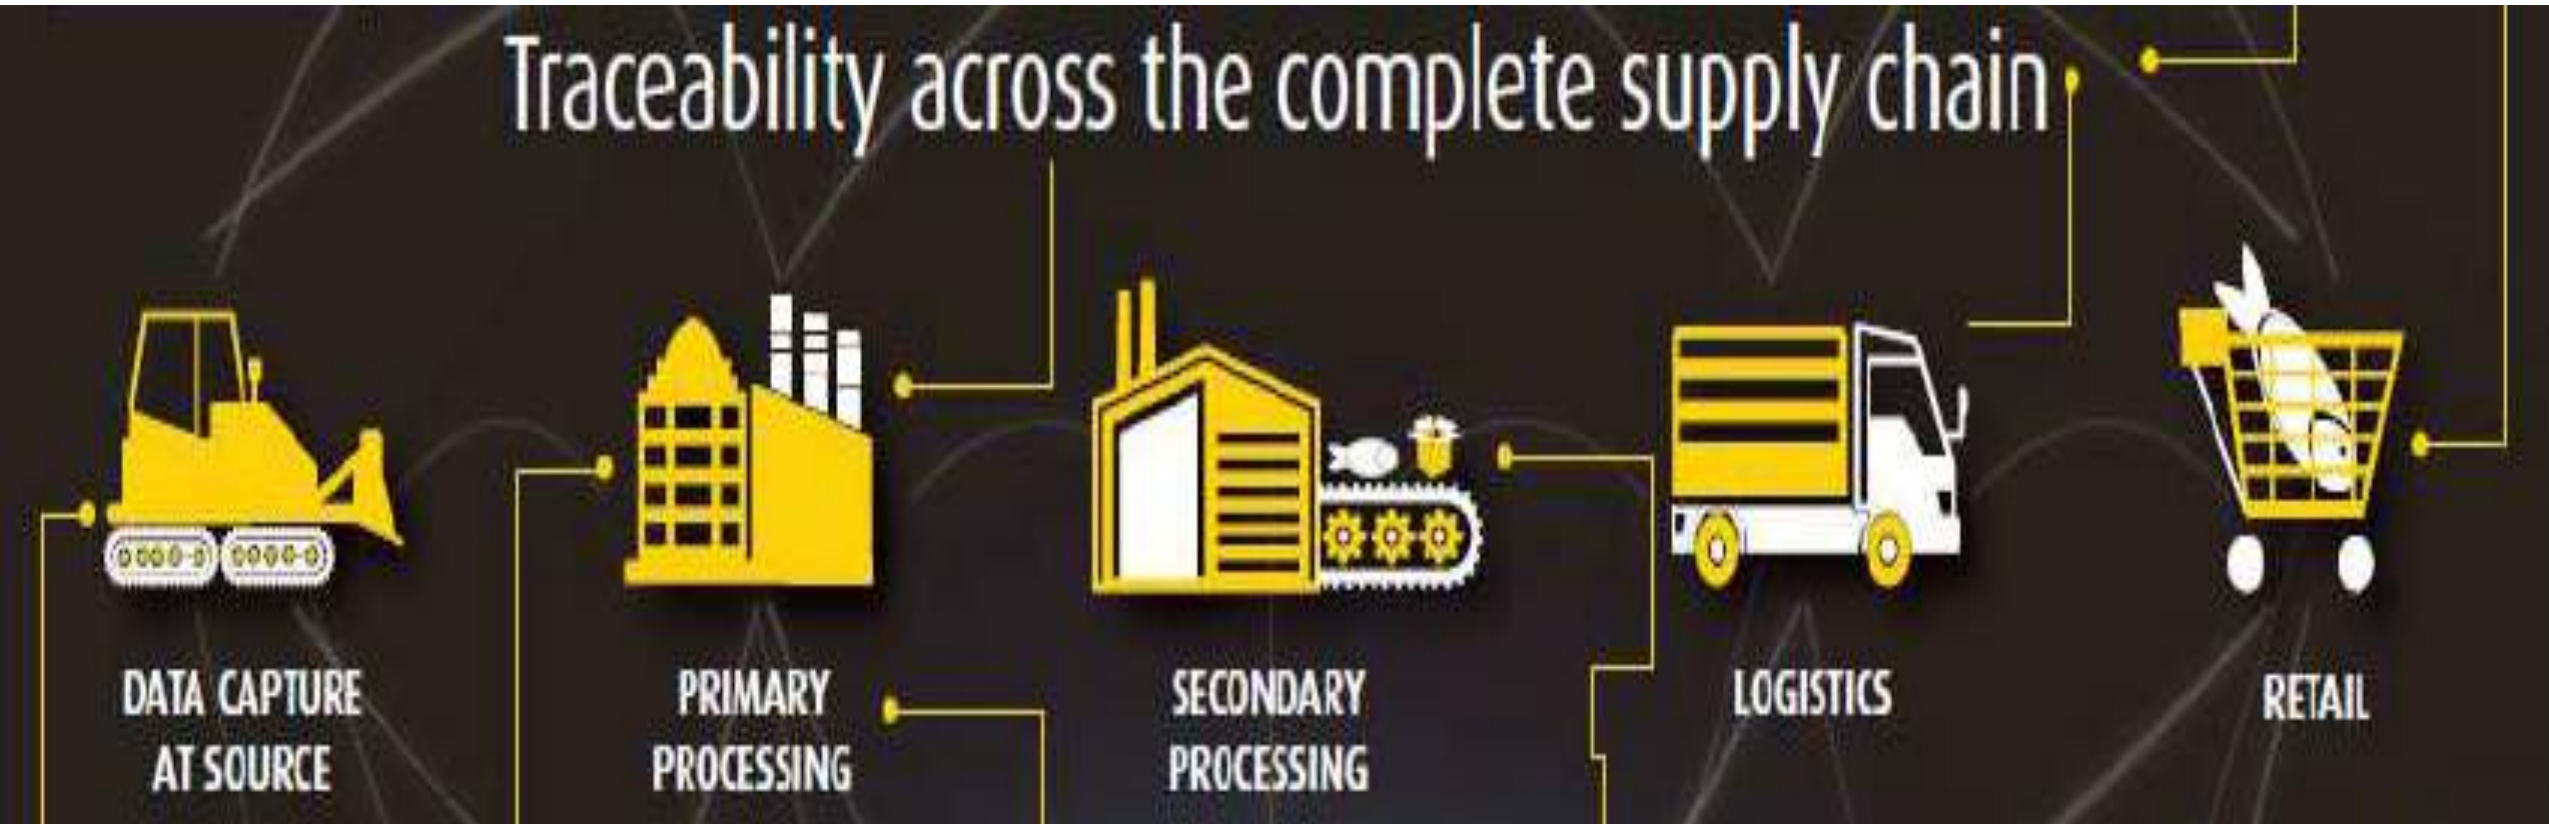 Traceability across the complete supply chain
DATA CAPTURE
AT SOURCE
PRIMARY
PROCESSING
SECONDARY
PROCESSING
LOGISTICS
RETAIL